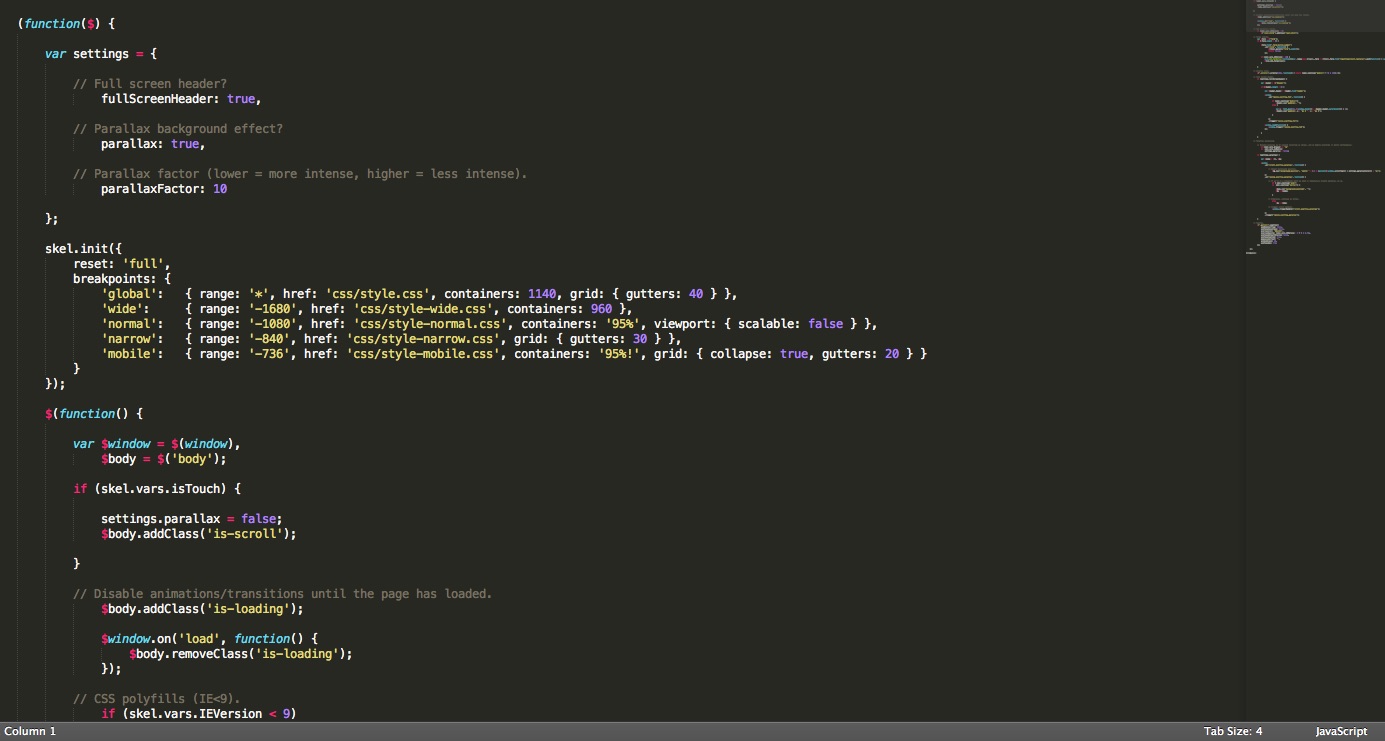 (function($) {
var settings = {
// Full screen header?
fullScreenHeader: true,
// Parallax background effect?
parallax: true,
// Parallax factor (lower = more intense, higher = less intense).
parallaxFactor: 10
};
skel.init({
reset: 'full',
breakpoints: {
'global':   { range: '*', href: 'css/style.css', containers: 1140, grid: { gutters: 40 } },
'wide':     { range: '-1680', href: 'css/style-wide.css', containers: 960 },
'normal':   { range: '-1080', href: 'css/style-normal.css', containers: '95%', viewport: { scalable: false } },
'narrow':   { range: '-840', href: 'css/style-narrow.css', grid: { gutters: 30 } },
'mobile':   { range: '-736', href: 'css/style-mobile.css', containers: '95%!', grid: { collapse: true, gutters: 20 } }
}
});
$(function() {
var $window = $(window),
$body = $('body');
if (skel.vars.isTouch) {
settings.parallax = false;
$body.addClass('is-scroll');
}
// Disable animations/transitions until the page has loaded.
$body.addClass('is-loading');
$window.on('load', function() {
$body.removeClass('is-loading');
});
// CSS polyfills (IE<9).
if (skel.vars.IEVersion < 9)
Column 1
Tab Size: 4
JavaScript